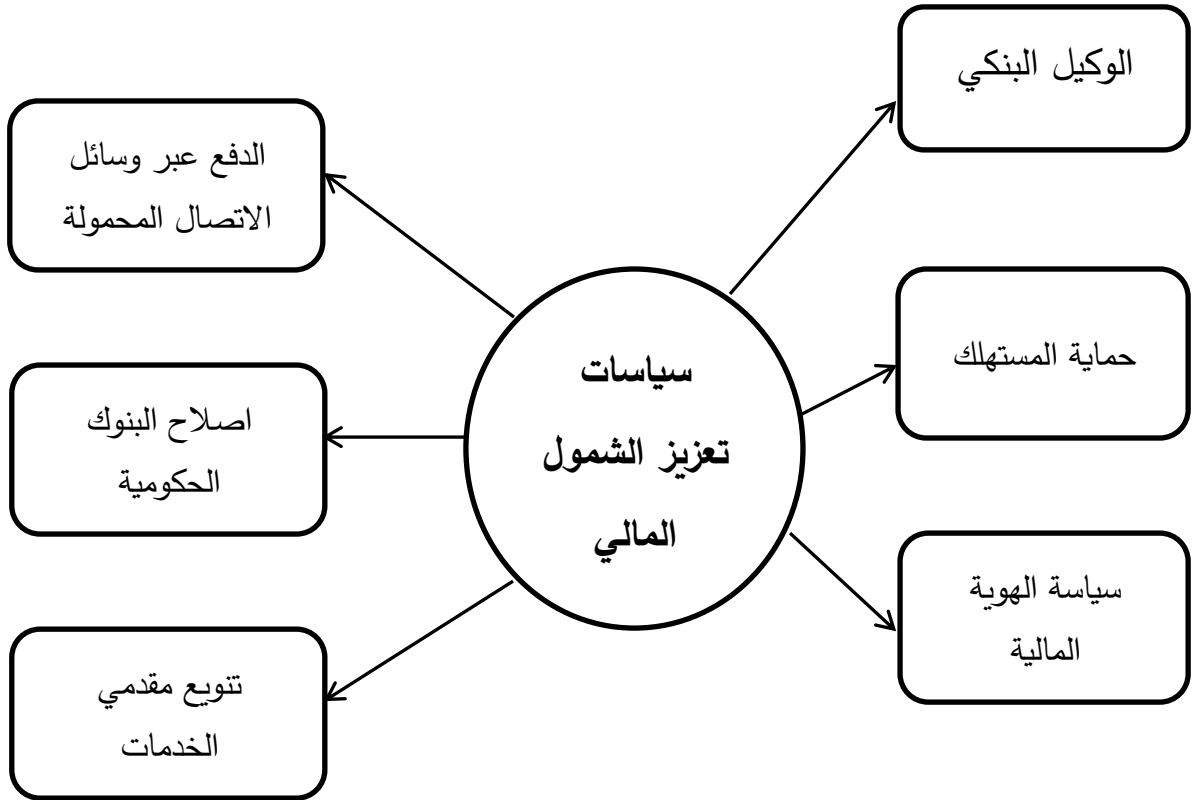 الوكيل البنكي
الدفع عبر وسائل
الاتصال المحمولة
حماية المستهلك
سياسات
تعزيز الشمول
المالي
اصلاح البنوك
الحكومية
سياسة الهوية
المالية
تنويع مقدمي
الخدمات